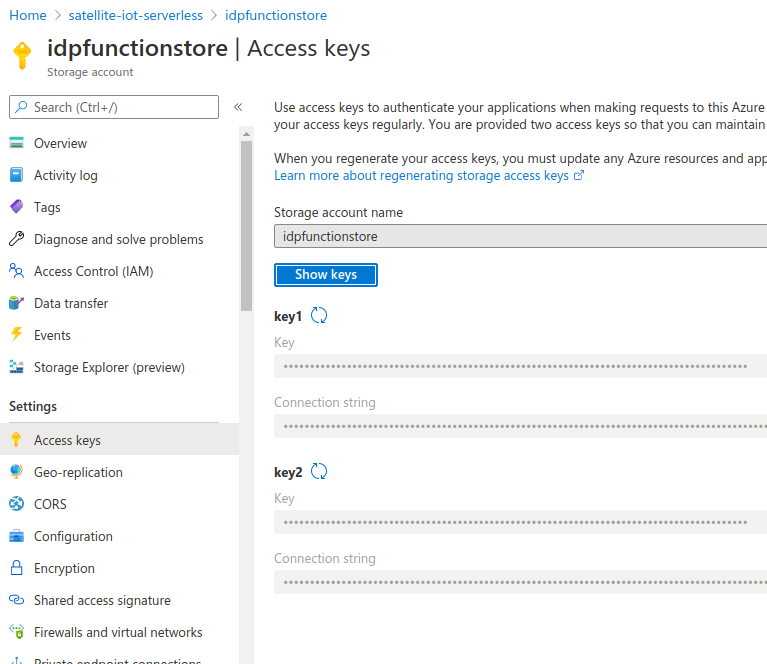 Home > satellite-iot-serverless > idpfunctionstore
idpfunctionstore | Access keys
Storage account
Search (Ctrl+/)
«
Overview
Activity log
Tags
Diagnose and solve problems
Access Control (IAM)
Data transfer
Events
Storage Explorer (preview)
Settings
Access keys
Geo-replication
CORS
Configuration
Encryption
Shared access signature
Firewalls and virtual networks
Private endpoint connections
Use access keys to authenticate your applications when making requests to this Azure
your access keys regularly. You are provided two access keys so that you can maintain
When you regenerate your access keys, you must update any Azure resources and app
Learn more about regenerating storage access keys
Storage account name
idpfunctionstore
Show keys
key1
Key
Connection string
key2
Key
Connection string